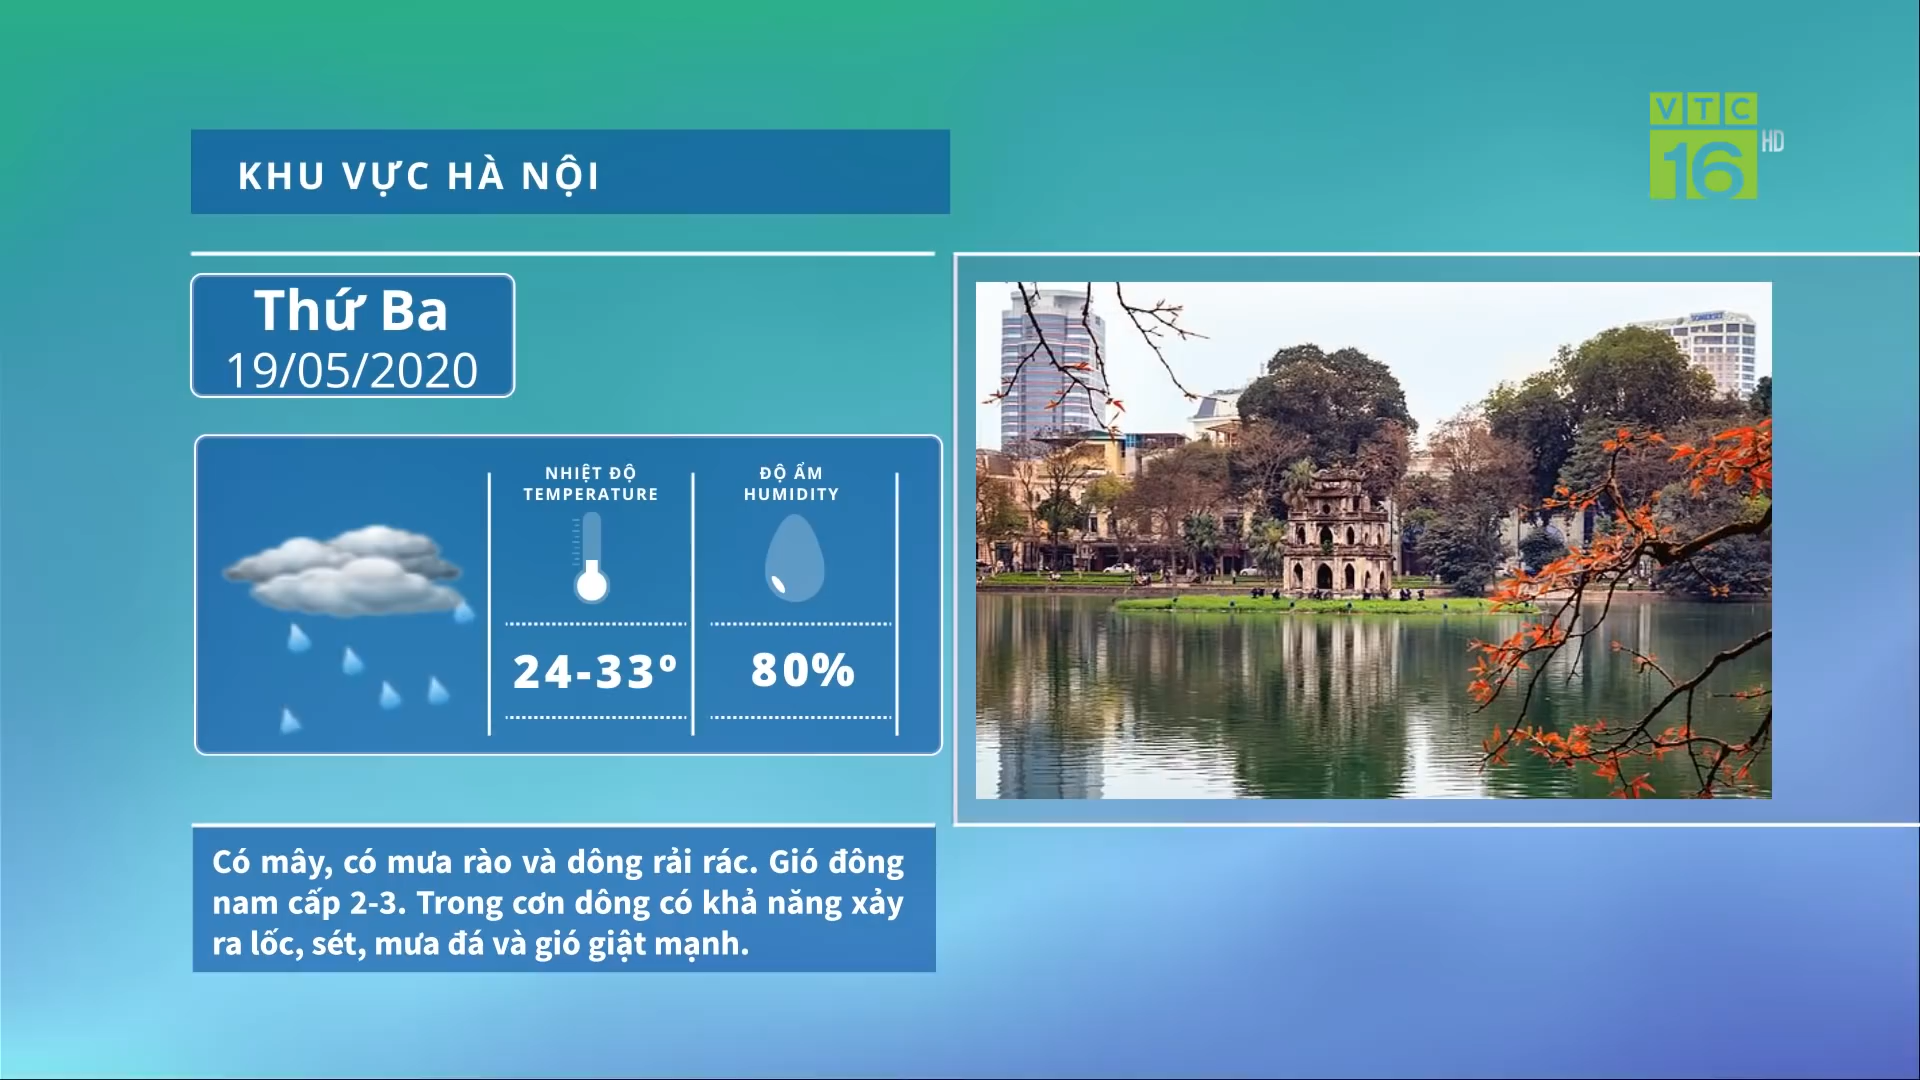 VTC
16 HD
KHU VỰC HÀ NỘI
Thứ Ba
19/05/2020
NHIỆT ĐỘ
TEMPERATURE
24-33º
ĐỘ ẨM
HUMIDITY
80%
SOMERSET
Có mây, có mưa rào và dông rải rác. Gió đông
nam cấp 2-3. Trong cơn dông có khả năng xảy
ra lốc, sét, mưa đá và gió giật mạnh.